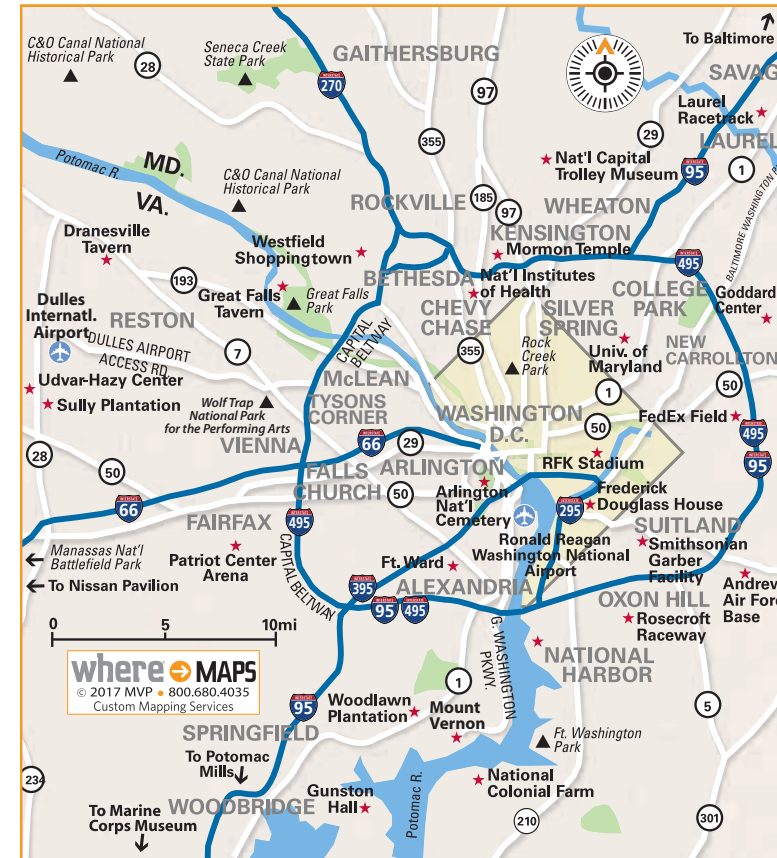 C&O Canal National
Historical Park
28
Seneca Creek
State Park
GAITHERSBURG
INTERSTATE
270
97
355
To Baltimore
SAVAG
Laurel
Racetrack
29
LAUREL
Nat'l Capital
Trolley Museum
INTERSTATE
95
1
Potomac R.
MD.
VA.
C&O Canal National
Historical Park
ROCKVILLE
185
97
WHEATON
KENSINGTON
Mormon Temple
BALTIMORE WASHINGTON P
Dranesville
Tavern
Westfield
Shoppingtown
BETHESDA
Nat'l Institutes
of Health
495
COLLEGE
PARK
Goddard
Center
193
Great Falls
Tavern
Great Falls
Park
CHEVY
CHASE
SILVER
SPRING
Dulles
Internatl.
Airport
RESTON
DULLES AIRPORT
ACCESS RD.
7
CAPITAL
BELTWAY
355
Rock
Creek
Park
Univ. of
Maryland
NEW
CARROLLTON
Udvar-Hazy Center
Sully Plantation
Wolf Trap
National Park
for the Performing Arts
McLEAN
TYSONS
CORNER
1
50
WASHINGTON
D.C.
50
FedEx Field
VIENNA
INTERSTATE
66
29
495
28
50
FALLS
CHURCH
ARLINGTON
50
RFK Stadium
INTERSTATE
95
INTERSTATE
66
FAIRFAX
495
Arlington
Nat'l
Cemetery
Frederick
Douglass House
295
Manassas Nat'l
Battlefield Park
To Nissan Pavilion
Patriot Center
Arena
CAPITAL BELTWAY
Ft. Ward
Ronald Reagan
Washington National
Airport
SUITLAND
Smithsonian
Garber
Facility
395
ALEXANDRIA
95
495
Andrew
Air For
Base
OXON HILL
Rosecroft
Raceway
0 5 10mi
G. WASHINGTON
PKWY.
NATIONAL
HARBOR
where MAPS
© 2017 MVP • 800.680.4035
Custom Mapping Services
1
INTERSTATE
95
Woodlawn
Plantation
Mount
Vernon
5
SPRINGFIELD
Ft. Washington
Park
To Potomac
Mills
234
National
Colonial Farm
WOODBRIDGE
Gunston
Hall
Potomac R.
To Marine
Corps Museum
210
301